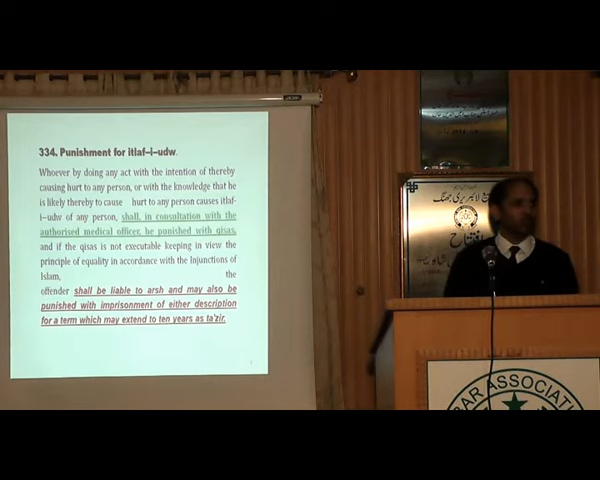 334. Punishment for itlaf-i-udw.
Whoever by doing any act with the intention of thereby
causing hurt to any person, or with the knowledge that he
is likely thereby to cause hurt to any person causes itlaf-
i-udw of any person, shall, in consultation with the
authorised medical officer, be punished with qisas,
and if the qisas is not executable keeping in view the
principle of equality in accordance with the Injunctions of
Islam, the
offender shall be liable to arsh and may also be
punished with imprisonment of either description
for a term which may extend to ten years as ta'zir.
لائبریری جھنگ
افتتاح
BAR ASSOCIATION